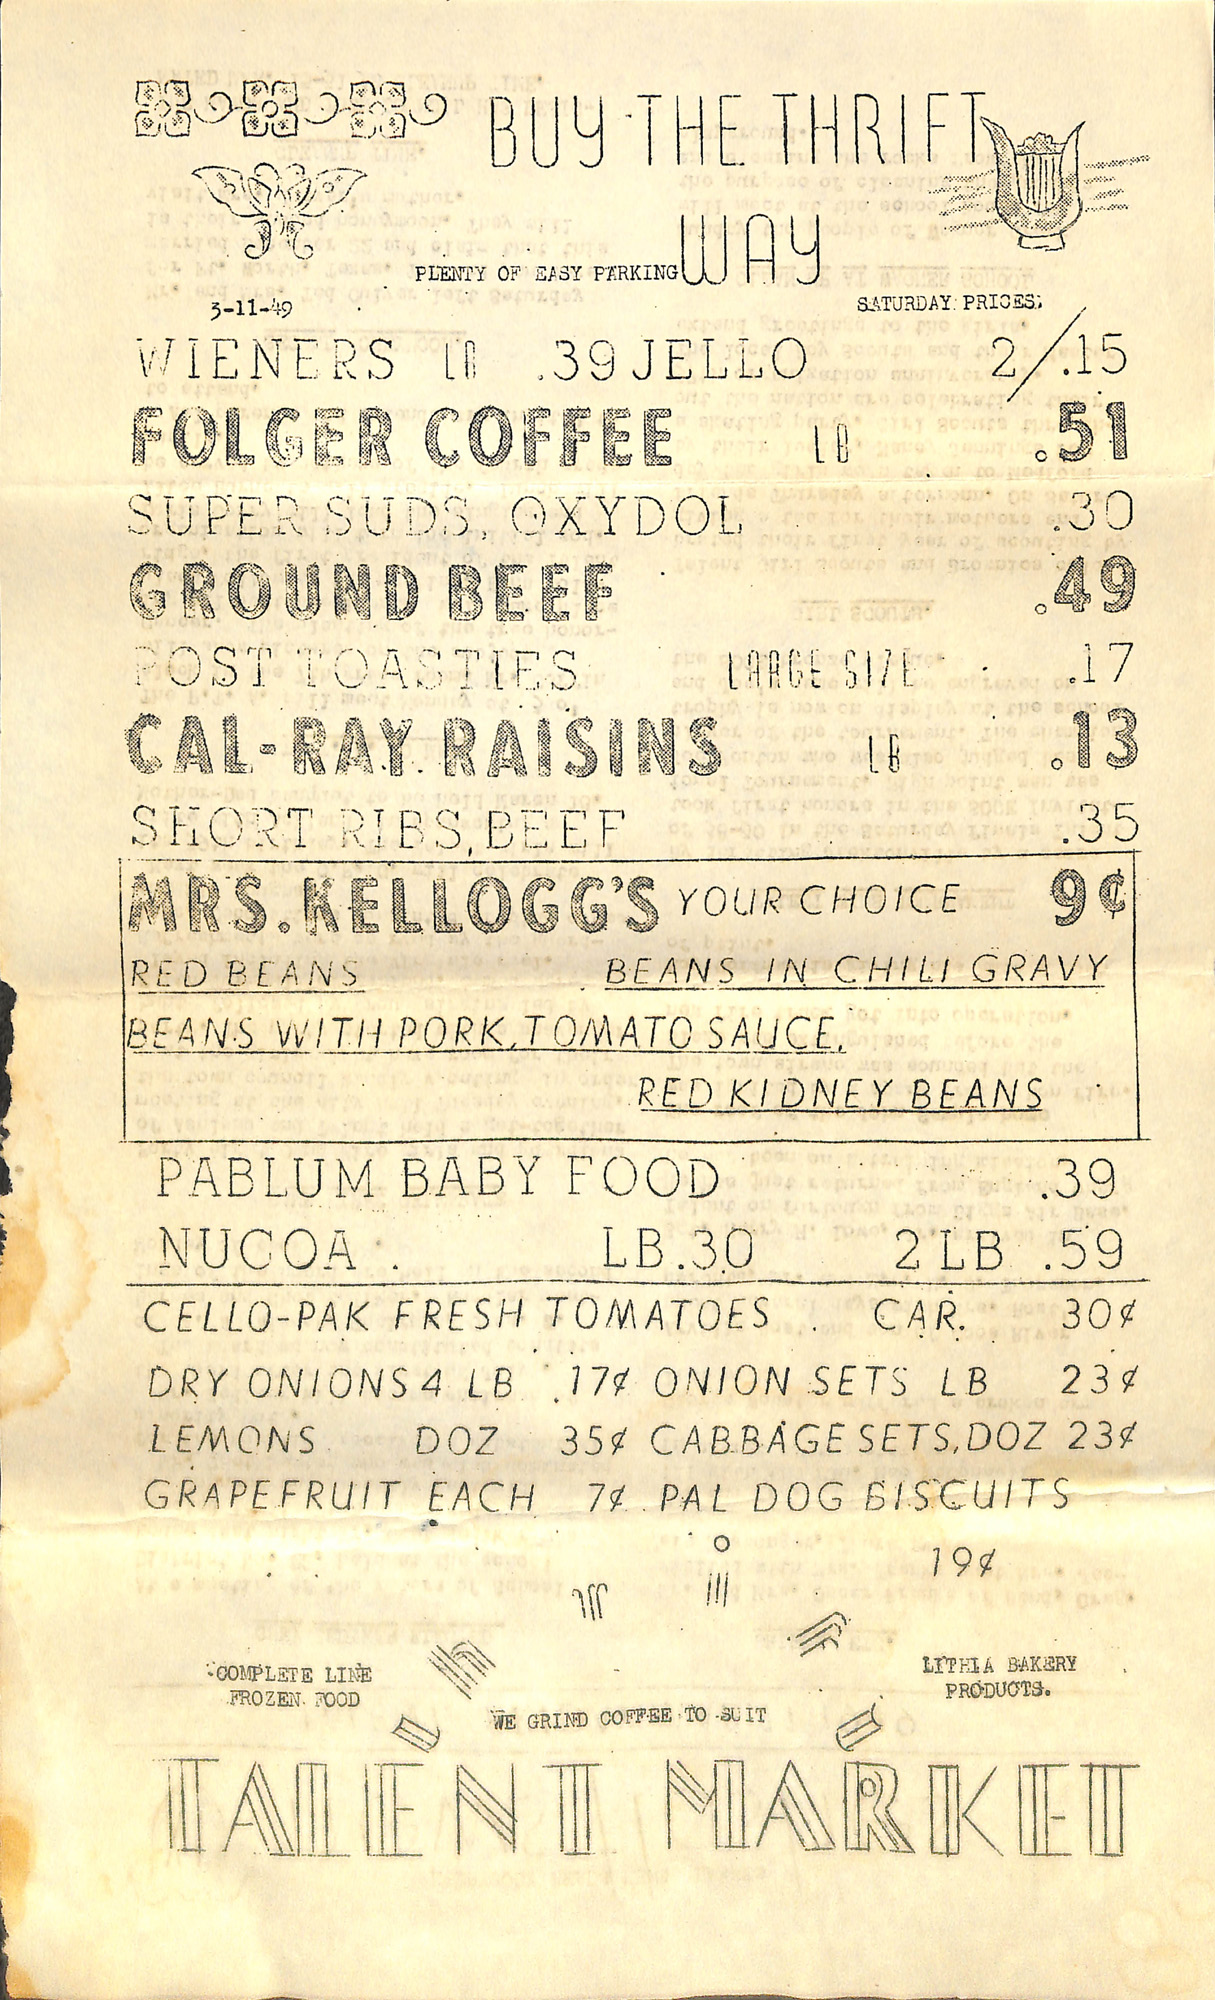 BUY THE THRIFT
WAY
PLENTY OF EASY PARKING
3-11-49
SATURDAY PRICES:
WIENERS LB .39 JELLO 2/.15
FOLGER COFFEE LB .51
SUPER SUDS, OXYDOL .30
GROUND BEEF .49
POST TOASTIES LARGE SIZE .17
CAL-RAY RAISINS LB .13
SHORT RIBS, BEEF .35
MRS. KELLOGG'S YOUR CHOICE 9¢
RED BEANS BEANS IN CHILI GRAVY
BEANS WITH PORK, TOMATO SAUCE,
RED KIDNEY BEANS
PABLUM BABY FOOD .39
NUCOA LB .30 2 LB .59
CELLO-PAK FRESH TOMATOES CAR. 30¢
DRY ONIONS 4 LB .17¢ ONION SETS LB 23¢
LEMONS DOZ 35¢ CABBAGE SETS, DOZ 23¢
GRAPEFRUIT EACH 7¢ PAL DOG BISCUITS
19¢
COMPLETE LINE
FROZEN FOOD
LITHIA BAKERY
PRODUCTS.
WE GRIND COFFEE TO SUIT
TALENT MARKET